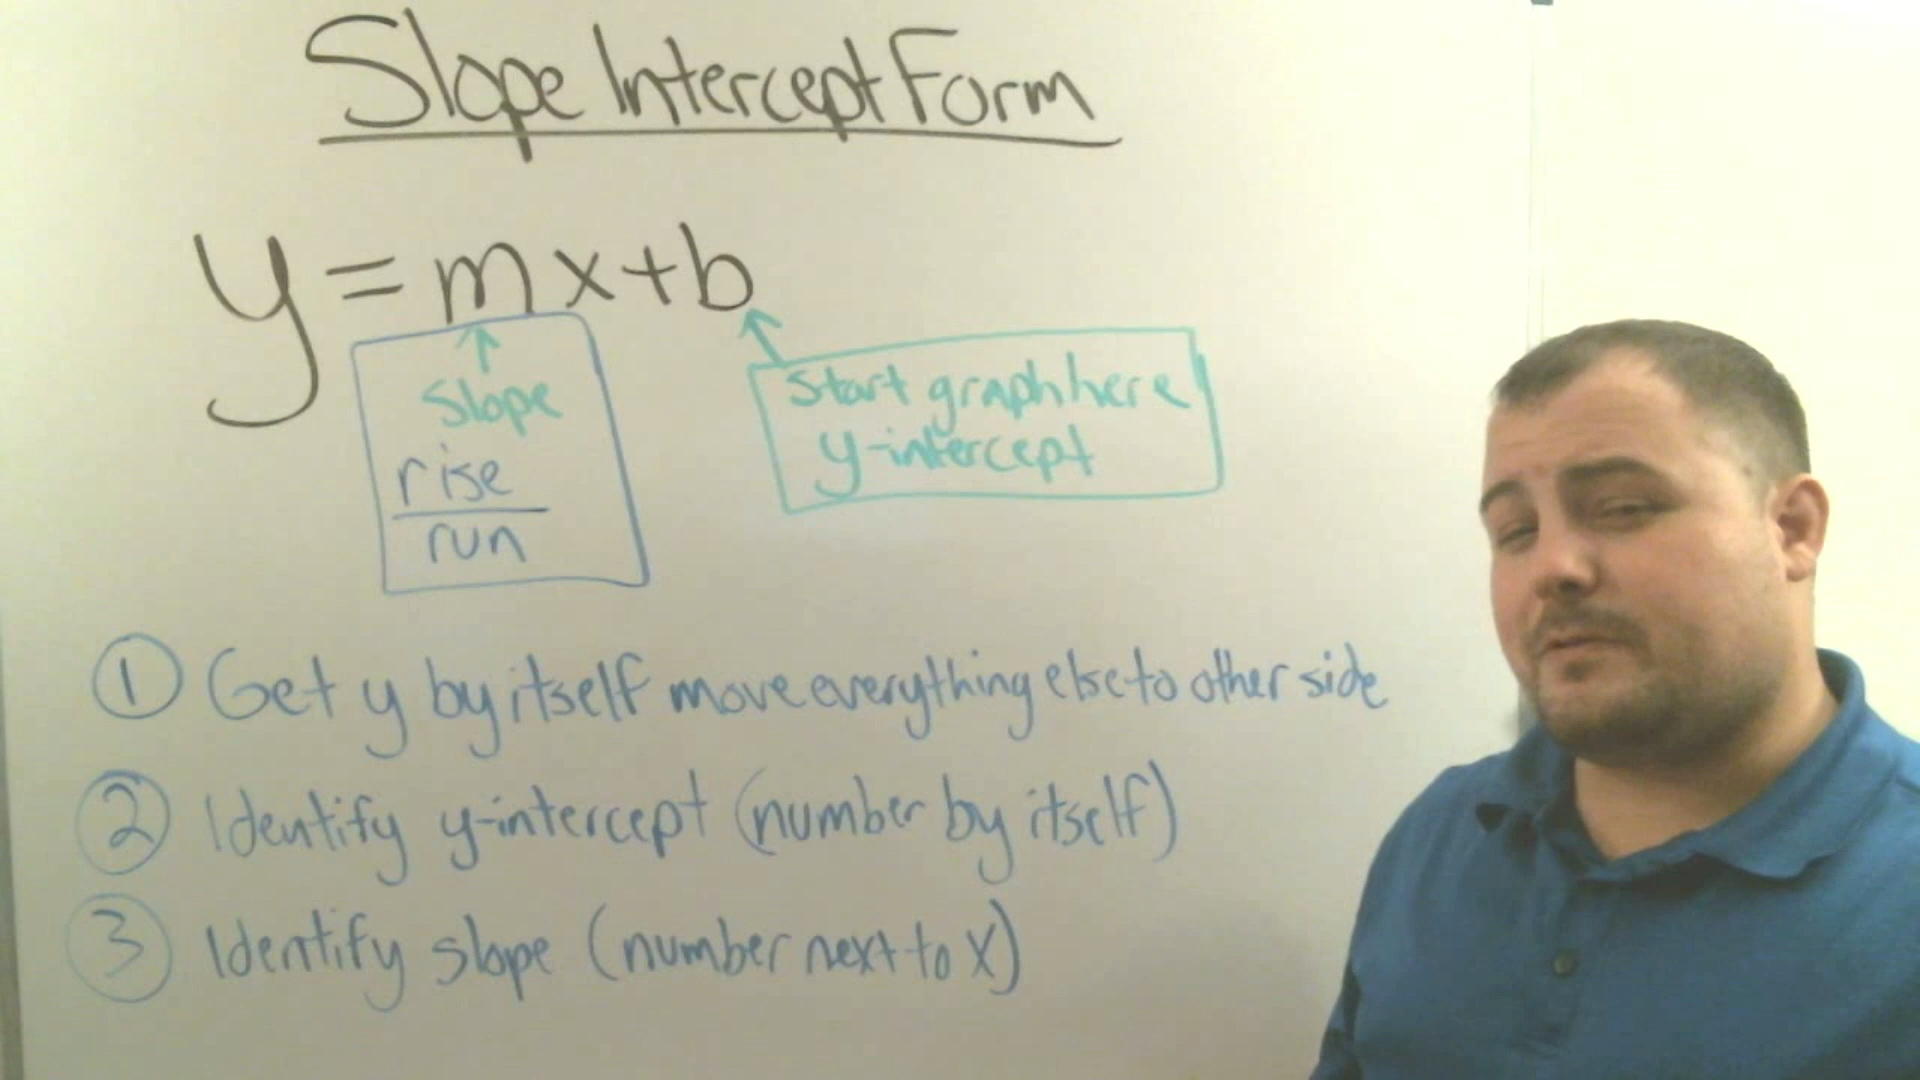 Slope Intercept Form
y = mx+b
Slope
rise
run
Start graph here
y-intercept
1 Get y by itself move everything else to other side
2 Identify y-intercept (number by itself)
3 Identify slope (number next to x)